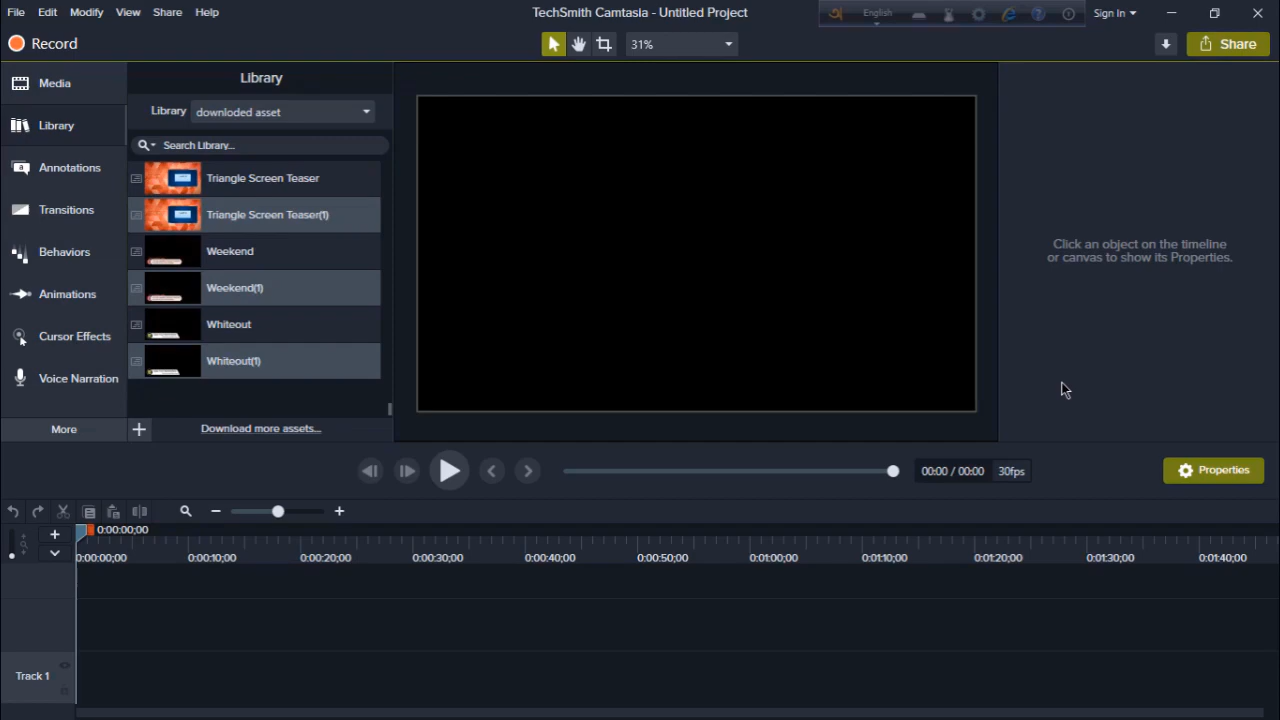 File Edit Modify View Share Help
TechSmith Camtasia - Untitled Project
English
Sign In
Record
31%
Share
Media
Library
Annotations
Transitions
Behaviors
Animations
Cursor Effects
Voice Narration
More
Library
Library downloded asset
Search Library...
Triangle Screen Teaser
Triangle Screen Teaser(1)
Weekend
Weekend(1)
Whiteout
Whiteout(1)
Download more assets...
Click an object on the timeline
or canvas to show its Properties.
00:00 / 00:00 30fps
Properties
0:00:00;00
0:00:00;00 0:00:10;00 0:00:20;00 0:00:30;00 0:00:40;00 0:00:50;00 0:01:00;00 0:01:10;00 0:01:20;00 0:01:30;00 0:01:40;00
Track 1